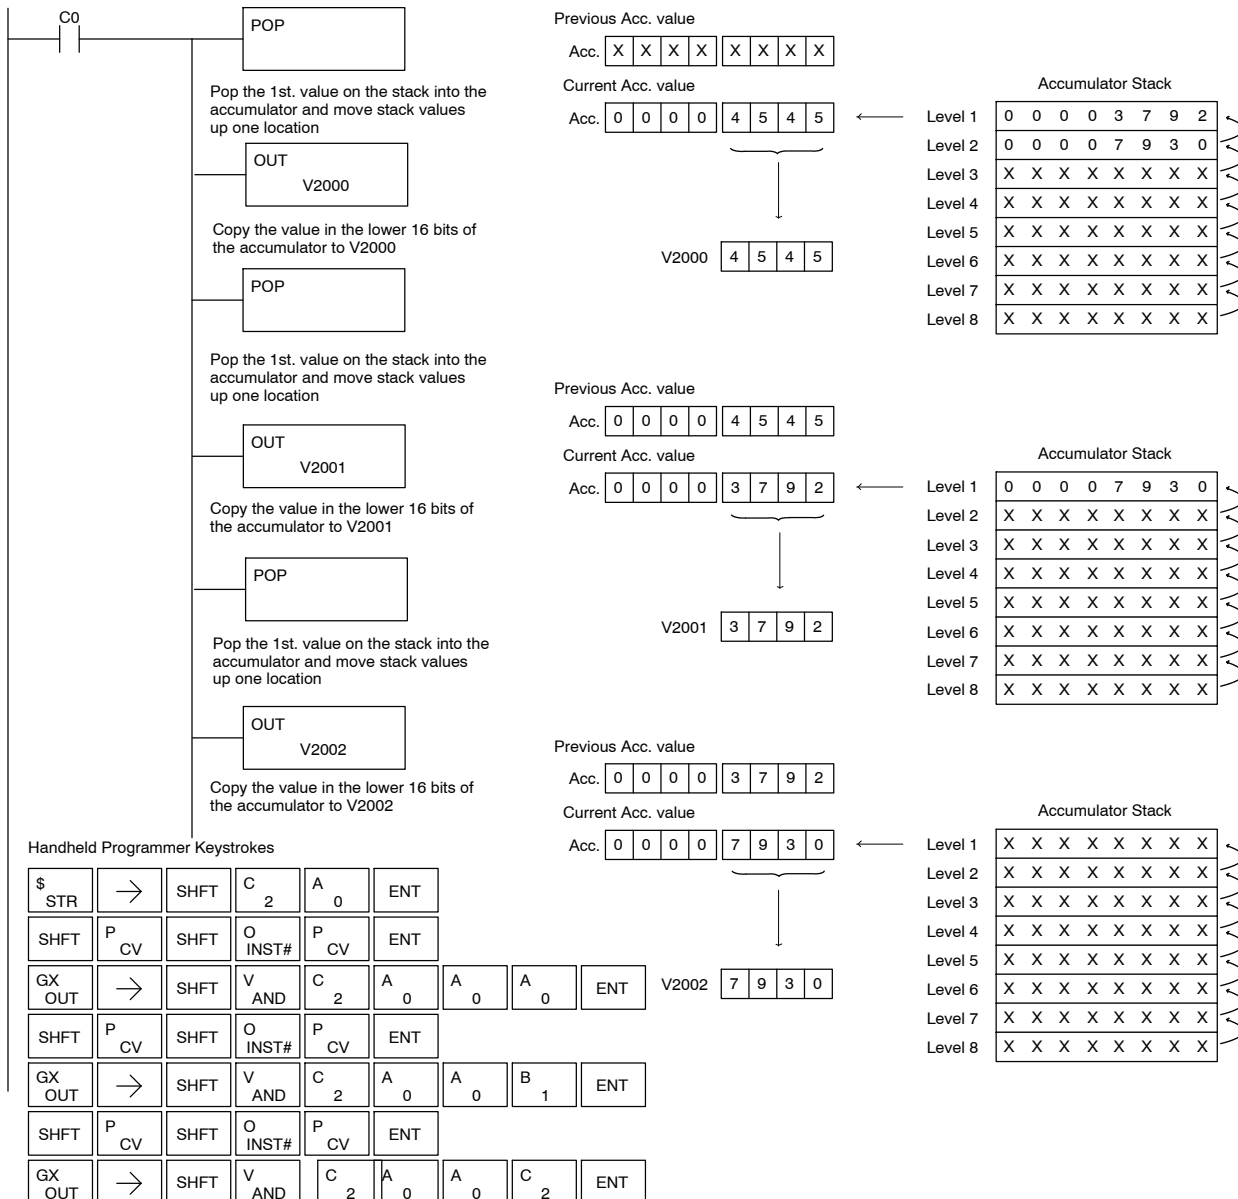 C0
POP
Pop the 1st. value on the stack into the
accumulator and move stack values
up one location
OUT
V2000
Copy the value in the lower 16 bits of
the accumulator to V2000
POP
Pop the 1st. value on the stack into the
accumulator and move stack values
up one location
OUT
V2001
Copy the value in the lower 16 bits of
the accumulator to V2001
POP
Pop the 1st. value on the stack into the
accumulator and move stack values
up one location
OUT
V2002
Copy the value in the lower 16 bits of
the accumulator to V2002
Previous Acc. value
Acc. X X X X X X X X
Current Acc. value
Acc. 0 0 0 0 4 5 4 5
V2000 4 5 4 5
Accumulator Stack
Level 1 0 0 0 0 3 7 9 2
Level 2 0 0 0 0 7 9 3 0
Level 3 X X X X X X X X
Level 4 X X X X X X X X
Level 5 X X X X X X X X
Level 6 X X X X X X X X
Level 7 X X X X X X X X
Level 8 X X X X X X X X
Previous Acc. value
Acc. 0 0 0 0 4 5 4 5
Current Acc. value
Acc. 0 0 0 0 3 7 9 2
V2001 3 7 9 2
Accumulator Stack
Level 1 0 0 0 0 7 9 3 0
Level 2 X X X X X X X X
Level 3 X X X X X X X X
Level 4 X X X X X X X X
Level 5 X X X X X X X X
Level 6 X X X X X X X X
Level 7 X X X X X X X X
Level 8 X X X X X X X X
Previous Acc. value
Acc. 0 0 0 0 3 7 9 2
Current Acc. value
Acc. 0 0 0 0 7 9 3 0
V2002 7 9 3 0
Accumulator Stack
Level 1 X X X X X X X X
Level 2 X X X X X X X X
Level 3 X X X X X X X X
Level 4 X X X X X X X X
Level 5 X X X X X X X X
Level 6 X X X X X X X X
Level 7 X X X X X X X X
Level 8 X X X X X X X X
Handheld Programmer Keystrokes
$ STR → SHFT C 2 A 0 ENT
SHFT P CV SHFT O INST# P CV ENT
GX OUT → SHFT V AND C 2 A 0 A 0 A 0 ENT
SHFT P CV SHFT O INST# P CV ENT
GX OUT → SHFT V AND C 2 A 0 A 0 B 1 ENT
SHFT P CV SHFT O INST# P CV ENT
GX OUT → SHFT V AND C 2 A 0 A 0 C 2 ENT